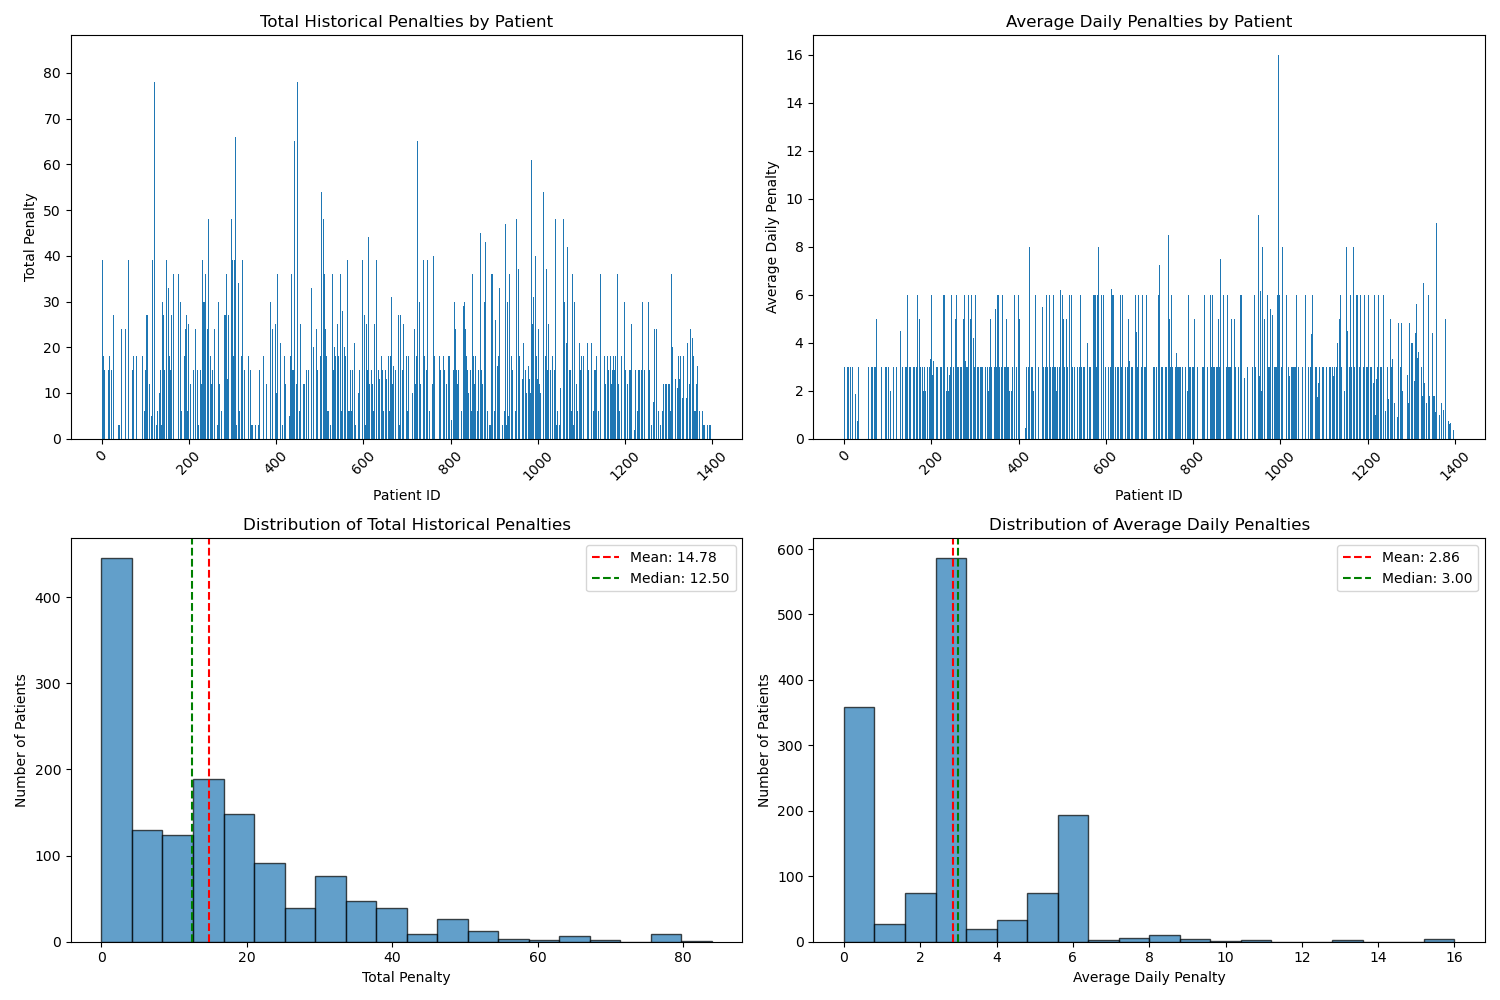 Total Historical Penalties by Patient
Total Penalty
80
70
60
50
40
30
20
10
0
0 200 400 600 800 1000 1200 1400
Patient ID
Average Daily Penalties by Patient
Average Daily Penalty
16
14
12
10
8
6
4
2
0
0 200 400 600 800 1000 1200 1400
Patient ID
Distribution of Total Historical Penalties
Mean: 14.78
Median: 12.50
Number of Patients
400
300
200
100
0
0 20 40 60 80
Total Penalty
Distribution of Average Daily Penalties
Mean: 2.86
Median: 3.00
Number of Patients
600
500
400
300
200
100
0
0 2 4 6 8 10 12 14 16
Average Daily Penalty